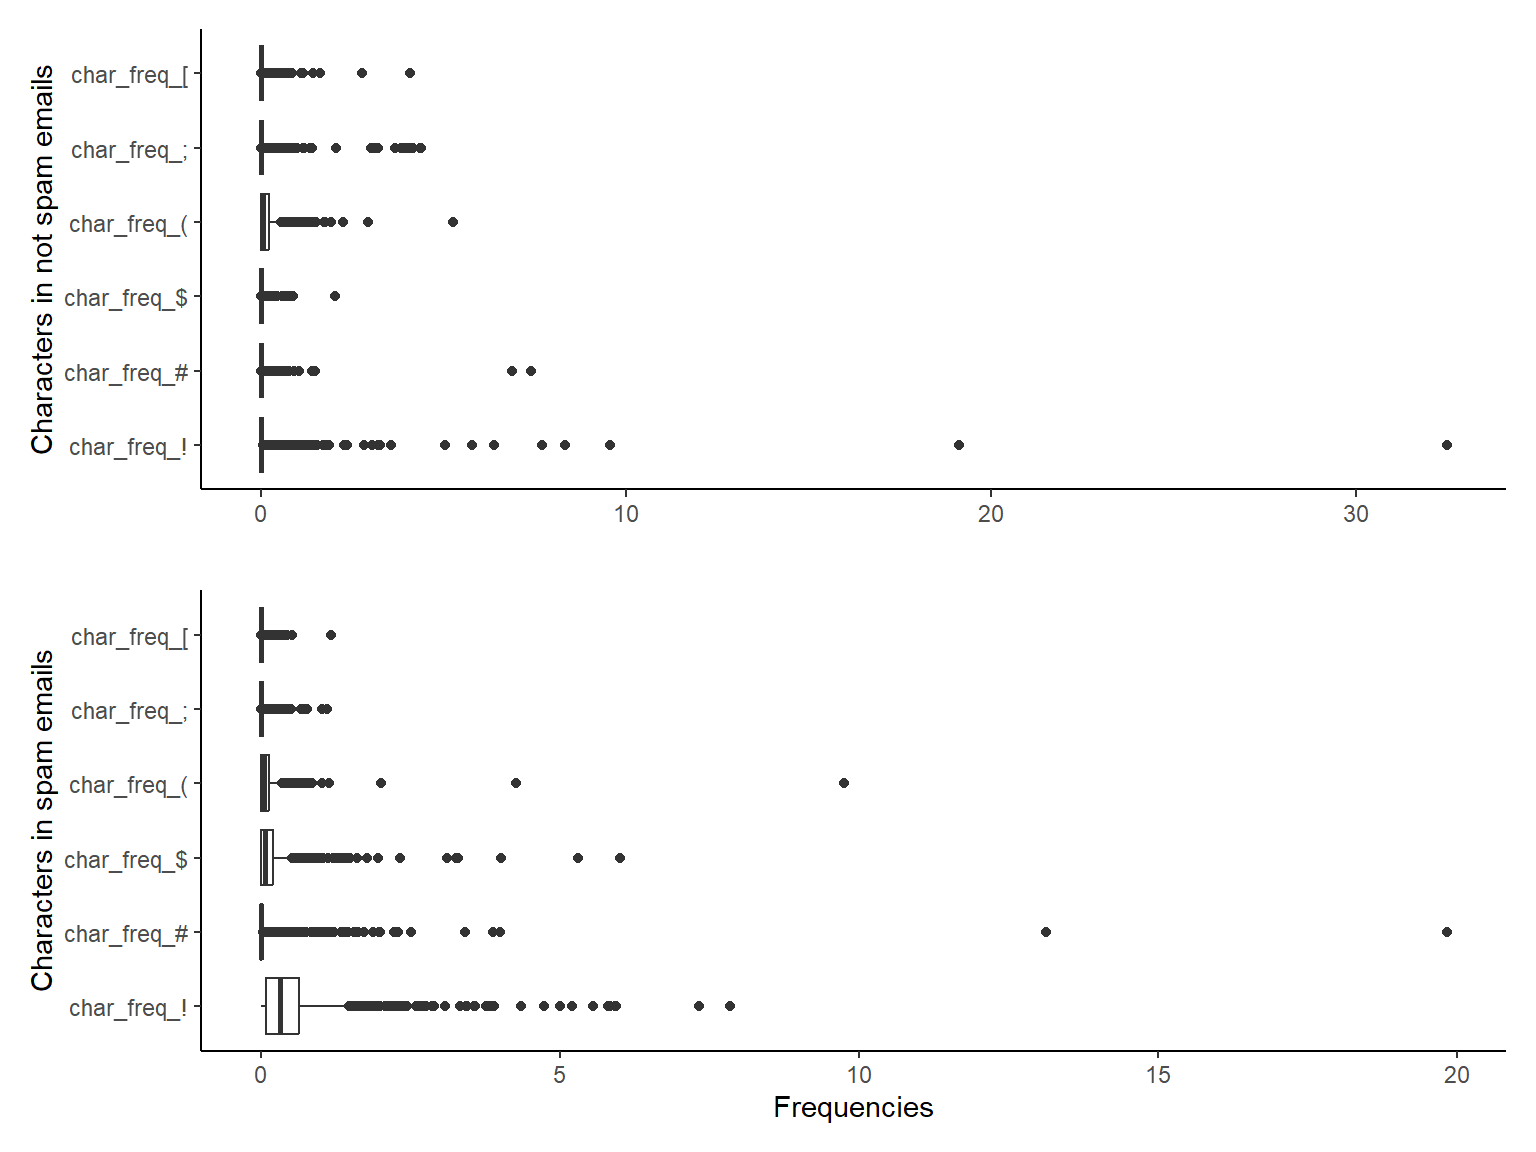 Characters in not spam emails
char_freq_[
char_freq_;
char_freq_(
char_freq_$
char_freq_#
char_freq_!
0 10 20 30
Characters in spam emails
char_freq_[
char_freq_;
char_freq_(
char_freq_$
char_freq_#
char_freq_!
0 5 10 15 20
Frequencies